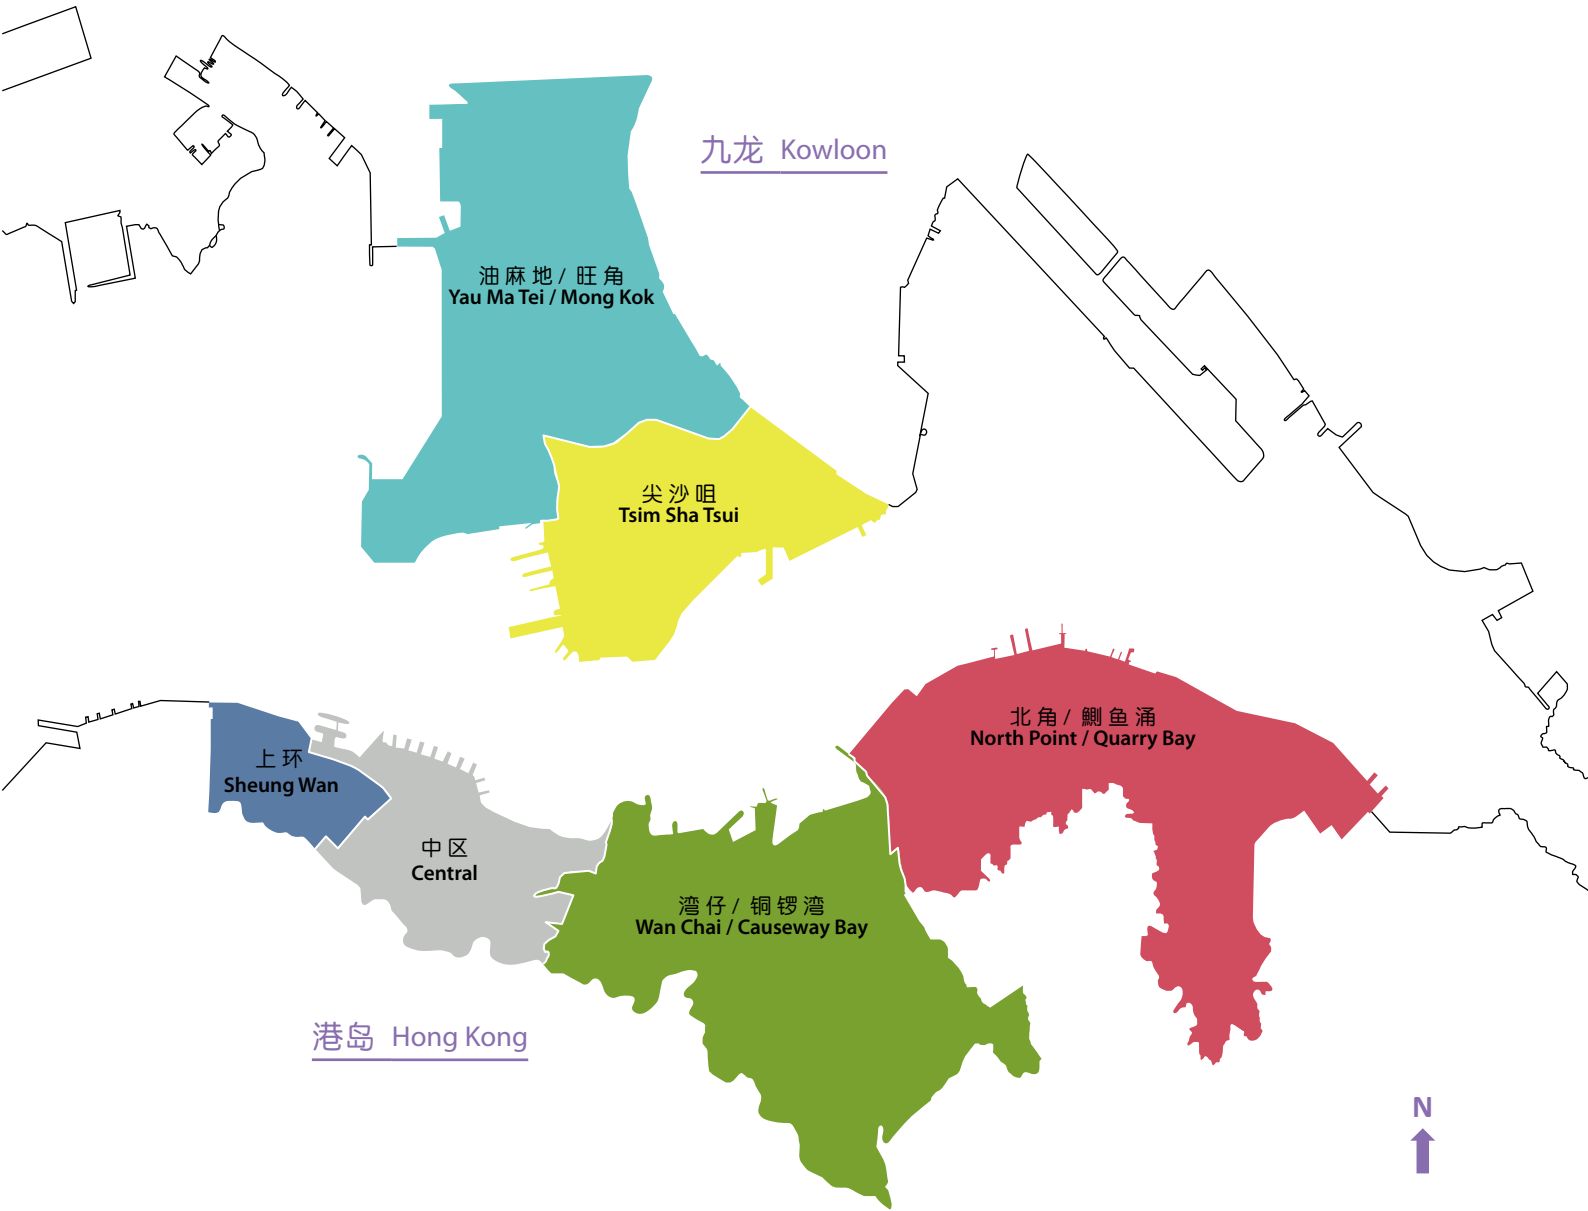 九龙 Kowloon
油麻地 / 旺角
Yau Ma Tei / Mong Kok
尖沙咀
Tsim Sha Tsui
北角 / 鰂鱼涌
North Point / Quarry Bay
上环
Sheung Wan
中区
Central
湾仔 / 铜锣湾
Wan Chai / Causeway Bay
港岛 Hong Kong
N